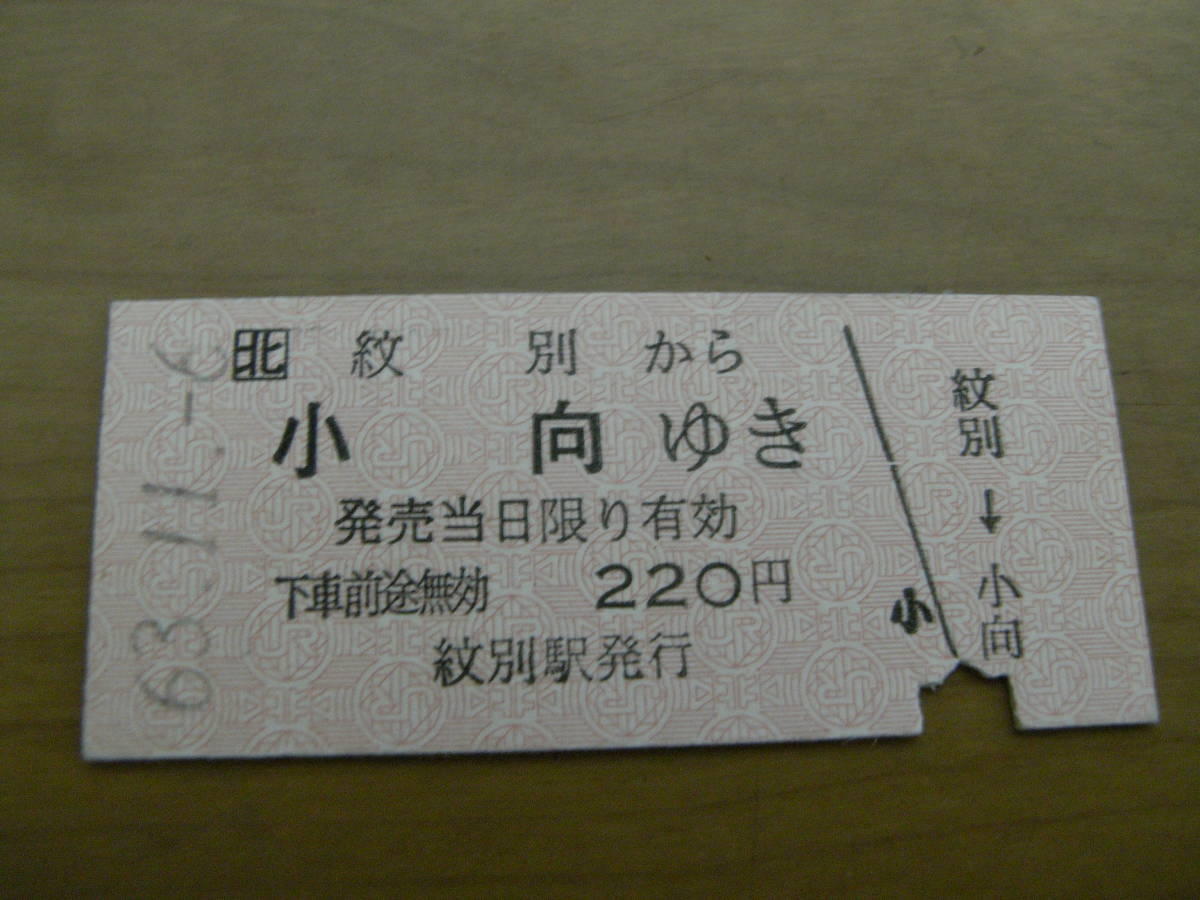 63.11.-6
北 紋別から
小向ゆき
発売当日限り有効
下車前途無効 220円
紋別駅発行
小
紋別→小向